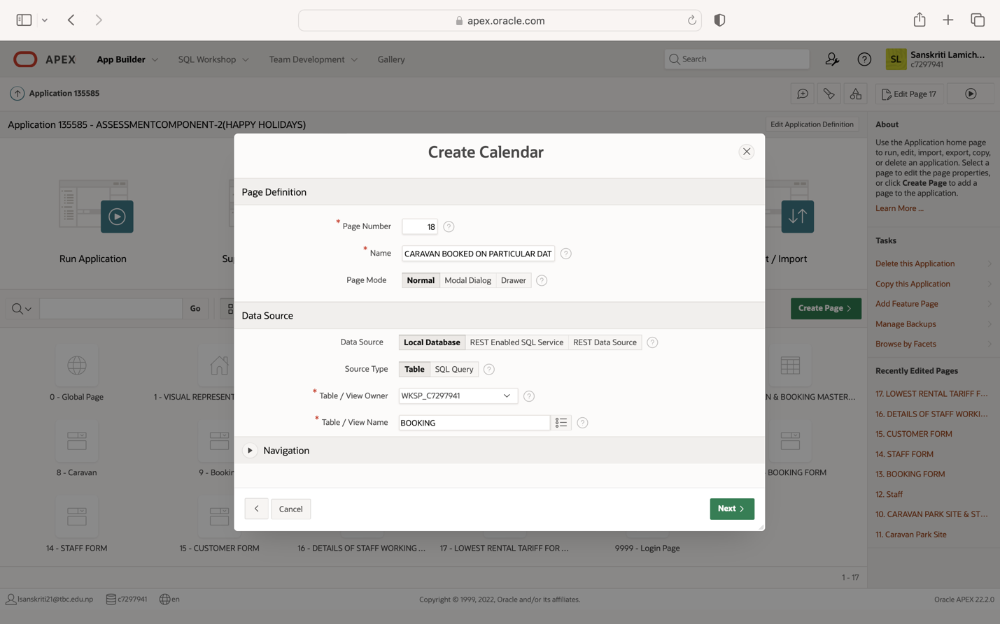 apex.oracle.com
APEX
App Builder
SQL Workshop
Team Development
Gallery
Search
SL
Sanskriti Lamich...
c7297941
Application 135585
Edit Page 17
Application 135585 - ASSESSMENTCOMPONENT-2(HAPPY HOLIDAYS)
Edit Application Definition
About
Use the Application home page
to run, edit, import, export, copy,
or delete an application. Select a
page to edit the page properties,
or click Create Page to add a
page to the application.
Learn More ...
Run Application
Su
t / Import
Create Calendar
Page Definition
* Page Number
18
* Name
CARAVAN BOOKED ON PARTICULAR DAT
Page Mode
Normal
Modal Dialog
Drawer
Data Source
Data Source
Local Database
REST Enabled SQL Service
REST Data Source
Source Type
Table
SQL Query
* Table / View Owner
WKSP_C7297941
* Table / View Name
BOOKING
Navigation
Cancel
Next
Tasks
Delete this Application
Copy this Application
Add Feature Page
Manage Backups
Browse by Facets
Go
Create Page
0 - Global Page
1 - VISUAL REPRESENT
N & BOOKING MASTER...
8 - Caravan
9 - Bookin
BOOKING FORM
14 - STAFF FORM
15 - CUSTOMER FORM
16 - DETAILS OF STAFF WORKING ...
17 - LOWEST RENTAL TARIFF FOR ...
9999 - Login Page
1 - 17
Recently Edited Pages
17. LOWEST RENTAL TARIFF F...
16. DETAILS OF STAFF WORKI...
15. CUSTOMER FORM
14. STAFF FORM
13. BOOKING FORM
12. Staff
10. CARAVAN PARK SITE & ST...
11. Caravan Park Site
lsanskriti21@tbc.edu.np
c7297941
en
Copyright © 1999, 2022, Oracle and/or its affiliates.
Oracle APEX 22.2.0